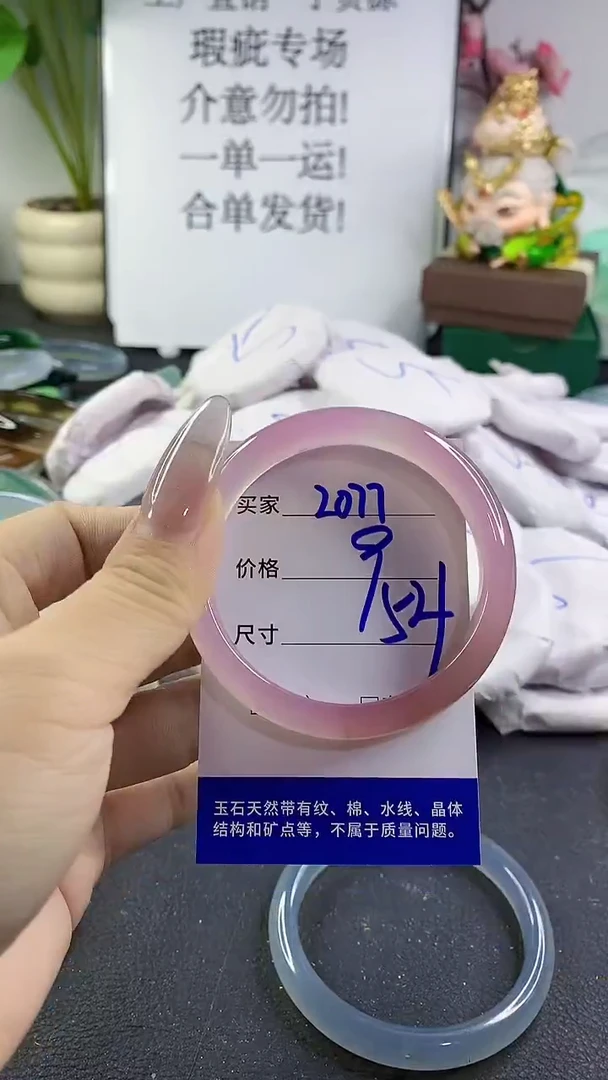 瑕疵专场
介意勿拍!
一单一运!
合单发货!
买家 2077
价格 9
尺寸 54
玉石天然带有纹、棉、水线、晶体
结构和矿点等，不属于质量问题。